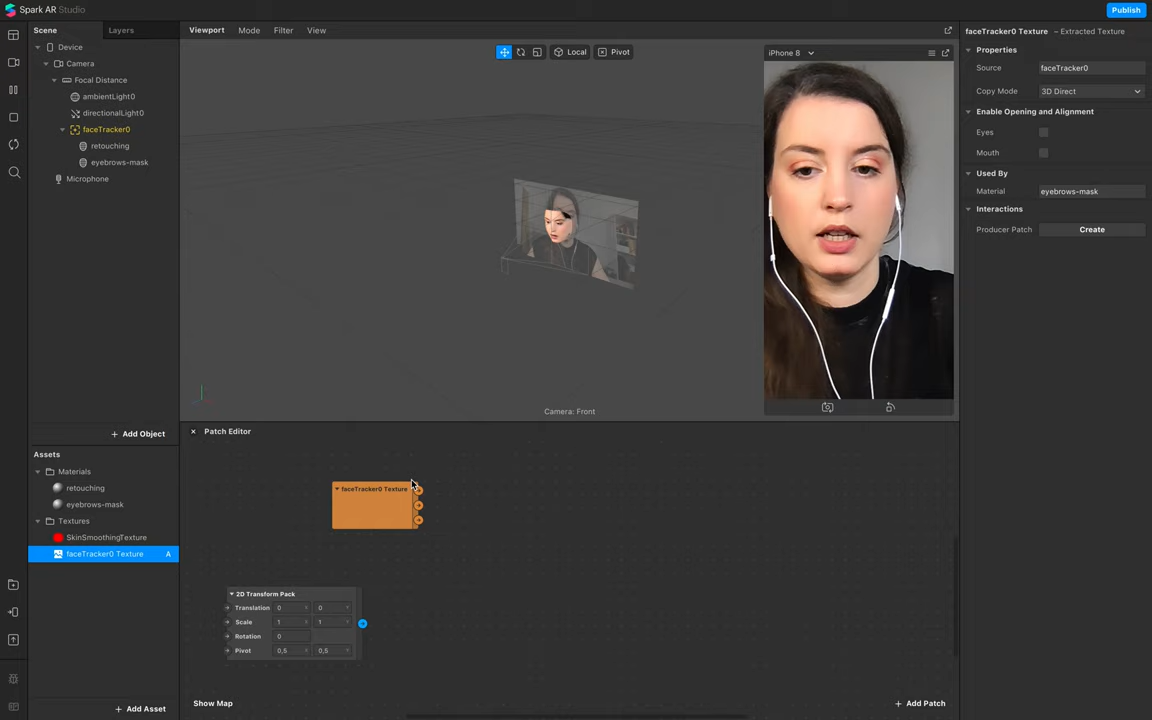 Spark AR Studio
Publish
Scene
Layers
Device
Camera
Focal Distance
ambientLight0
directionalLight0
faceTracker0
retouching
eyebrows-mask
Microphone
+ Add Object
Assets
Materials
retouching
eyebrows-mask
Textures
SkinSmoothingTexture
faceTracker0 Texture A
+ Add Asset
Viewport Mode Filter View
Local Pivot
Camera: Front
iPhone 8
Patch Editor
faceTracker0 Texture
2D Transform Pack
Translation 0 0
Scale 1 1
Rotation 0
Pivot 0,5 0,5
Show Map
+ Add Patch
faceTracker0 Texture – Extracted Texture
Properties
Source faceTracker0
Copy Mode 3D Direct
Enable Opening and Alignment
Eyes
Mouth
Used By
Material eyebrows-mask
Interactions
Producer Patch Create